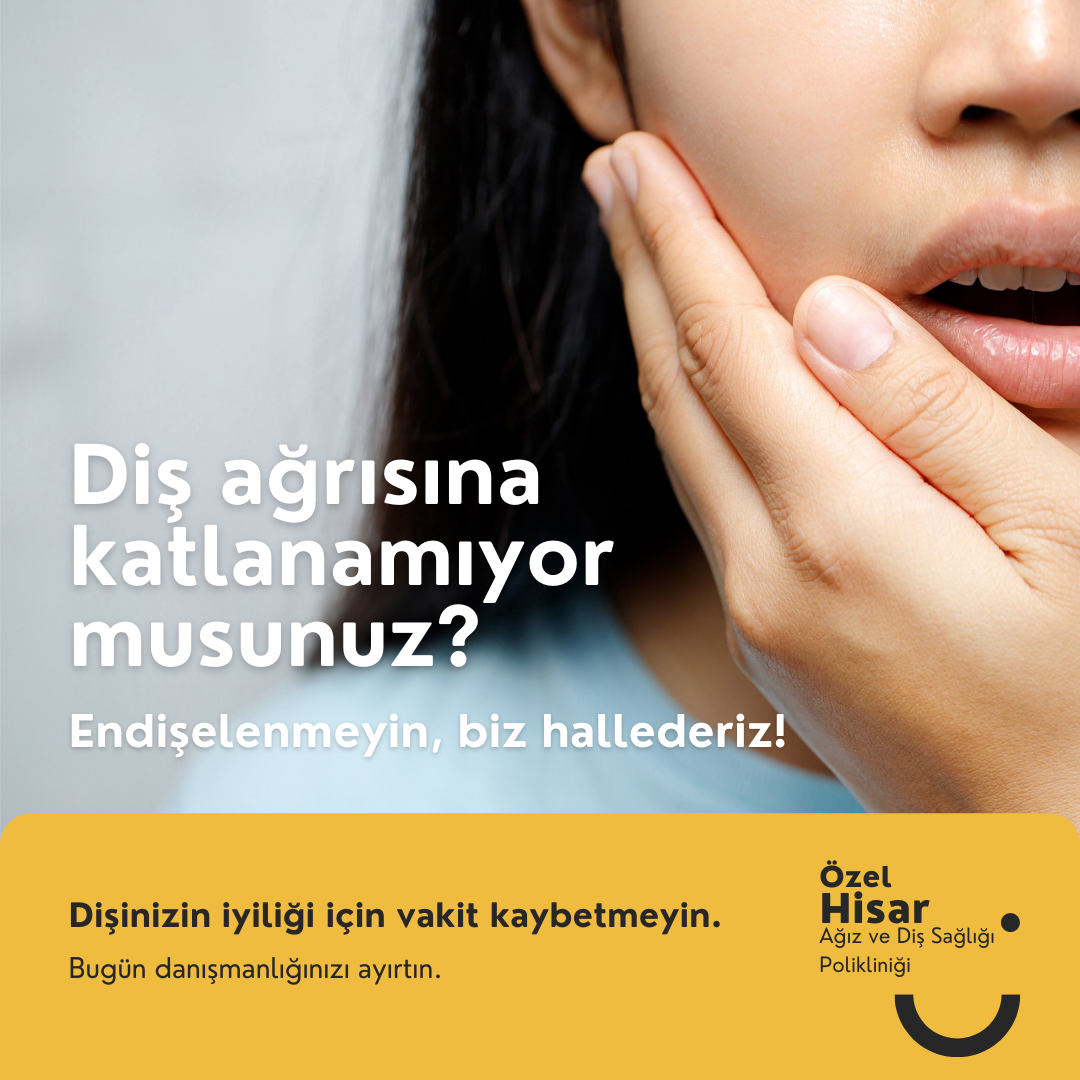 Diş ağrısına
katlanamıyor
musunuz?
Endişelenmeyin, biz hallederiz!
Dişinizin iyiliği için vakit kaybetmeyin.
Bugün danışmanlığınızı ayırtın.
Özel
Hisar
Ağız ve Diş Sağlığı
Polikliniği